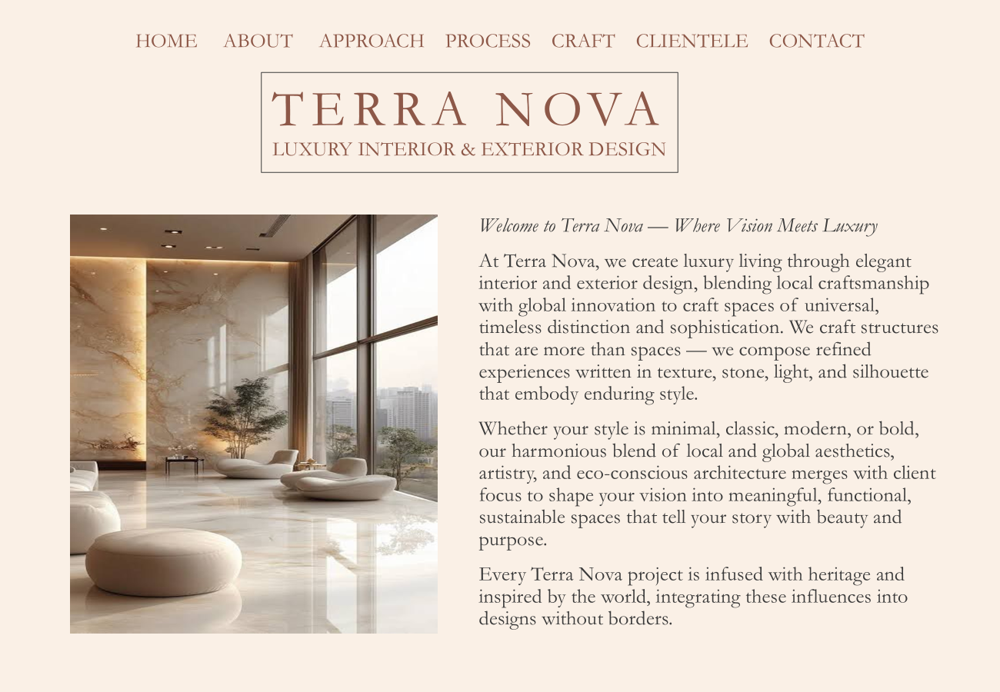 HOME ABOUT APPROACH PROCESS CRAFT CLIENTELE CONTACT
TERRA NOVA
LUXURY INTERIOR & EXTERIOR DESIGN
Welcome to Terra Nova — Where Vision Meets Luxury
At Terra Nova, we create luxury living through elegant
interior and exterior design, blending local craftsmanship
with global innovation to craft spaces of universal,
timeless distinction and sophistication. We craft structures
that are more than spaces — we compose refined
experiences written in texture, stone, light, and silhouette
that embody enduring style.
Whether your style is minimal, classic, modern, or bold,
our harmonious blend of local and global aesthetics,
artistry, and eco-conscious architecture merges with client
focus to shape your vision into meaningful, functional,
sustainable spaces that tell your story with beauty and
purpose.
Every Terra Nova project is infused with heritage and
inspired by the world, integrating these influences into
designs without borders.